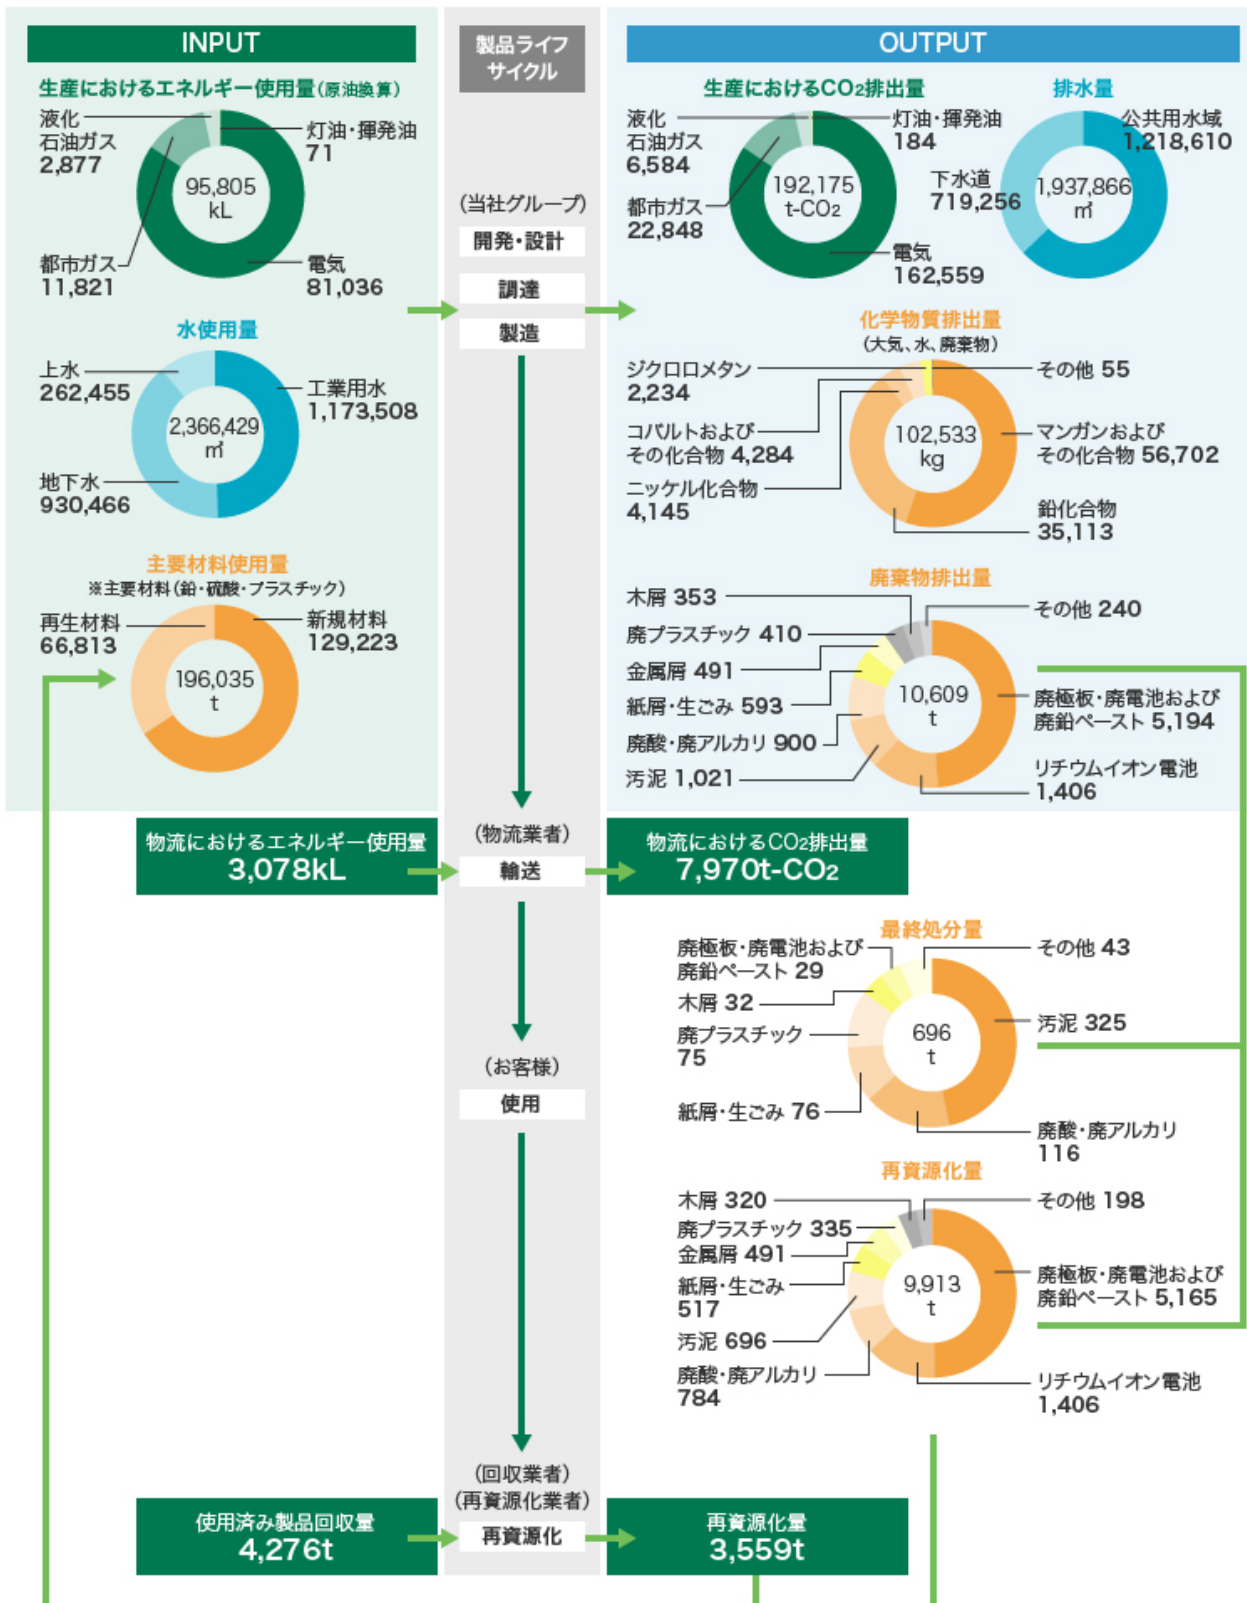 INPUT
生産におけるエネルギー使用量(原油換算)
液化
石油ガス
2,877
灯油・揮発油
71
95,805
kL
都市ガス
11,821
電気
81,036
水使用量
上水
262,455
工業用水
1,173,508
2,366,429
㎥
地下水
930,466
主要材料使用量
※主要材料(鉛・硫酸・プラスチック)
再生材料
66,813
新規材料
129,223
196,035
t
物流におけるエネルギー使用量
3,078kL
使用済み製品回収量
4,276t
製品ライフ
サイクル
(当社グループ)
開発・設計
調達
製造
(物流業者)
輸送
(お客様)
使用
(回収業者)
(再資源化業者)
再資源化
OUTPUT
生産におけるCO2排出量
液化
石油ガス
6,584
灯油・揮発油
184
192,175
t-CO2
都市ガス
22,848
電気
162,559
排水量
公共用水域
1,218,610
下水道
719,256
1,937,866
㎥
化学物質排出量
(大気、水、廃棄物)
ジクロロメタン
2,234
その他 55
コバルトおよび
その化合物 4,284
102,533
kg
マンガンおよび
その化合物 56,702
ニッケル化合物
4,145
鉛化合物
35,113
廃棄物排出量
木屑 353
その他 240
廃プラスチック 410
金属屑 491
紙屑・生ごみ 593
10,609
t
廃極板・廃電池および
廃鉛ペースト 5,194
廃酸・廃アルカリ 900
汚泥 1,021
リチウムイオン電池
1,406
物流におけるCO2排出量
7,970t-CO2
最終処分量
廃極板・廃電池および
廃鉛ペースト 29
その他 43
木屑 32
汚泥 325
廃プラスチック
75
696
t
紙屑・生ごみ 76
廃酸・廃アルカリ
116
再資源化量
木屑 320
その他 198
廃プラスチック 335
金属屑 491
紙屑・生ごみ
517
9,913
t
廃極板・廃電池および
廃鉛ペースト 5,165
汚泥 696
廃酸・廃アルカリ
784
リチウムイオン電池
1,406
再資源化量
3,559t